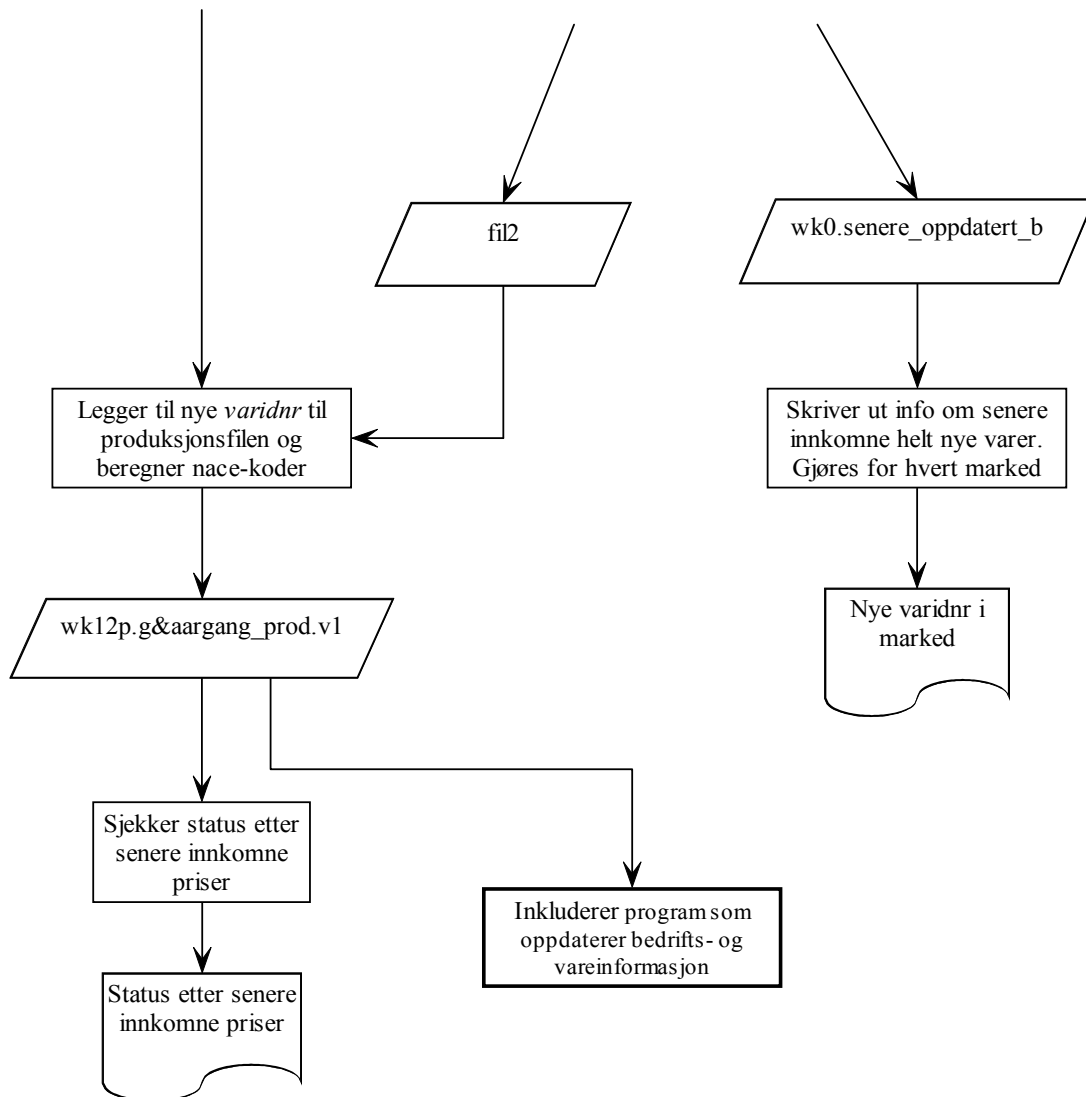 fil2
wk0.senere_oppdatert_b
Legger til nye varidnr til
produksjonsfilen og
beregner nace-koder
Skriver ut info om senere
innkomne helt nye varer.
Gjøres for hvert marked
wk12p.g&aargang_prod.v1
Nye varidnr i
marked
Sjekker status etter
senere innkomne
priser
Inkluderer program som
oppdaterer bedrifts- og
vareinformasjon
Status etter senere
innkomne priser